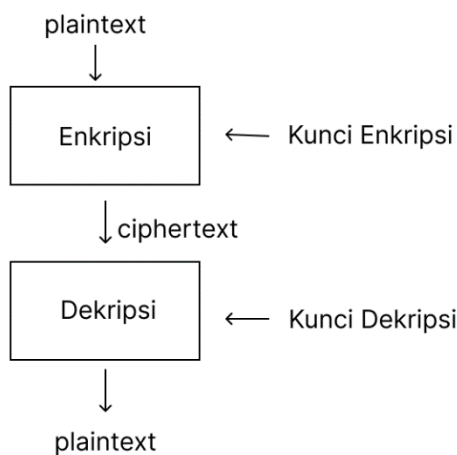 plaintext
Enkripsi
Kunci Enkripsi
ciphertext
Dekripsi
Kunci Dekripsi
plaintext